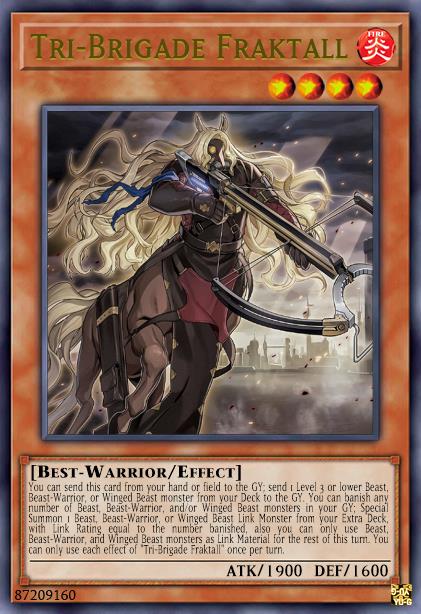 Tri-Brigade Fraktall
FIRE
炎
[Best-Warrior/Effect]
You can send this card from your hand or field to the GY; send 1 Level 3 or lower Beast,
Beast-Warrior, or Winged Beast monster from your Deck to the GY. You can banish any
number of Beast, Beast-Warrior, and/or Winged Beast monsters in your GY; Special
Summon 1 Beast, Beast-Warrior, or Winged Beast Link Monster from your Extra Deck,
with Link Rating equal to the number banished, also you can only use Beast,
Beast-Warrior, and Winged Beast monsters as Link Material for the rest of this turn. You
can only use each effect of "Tri-Brigade Fraktall" once per turn.
ATK/1900 DEF/1600
87209160